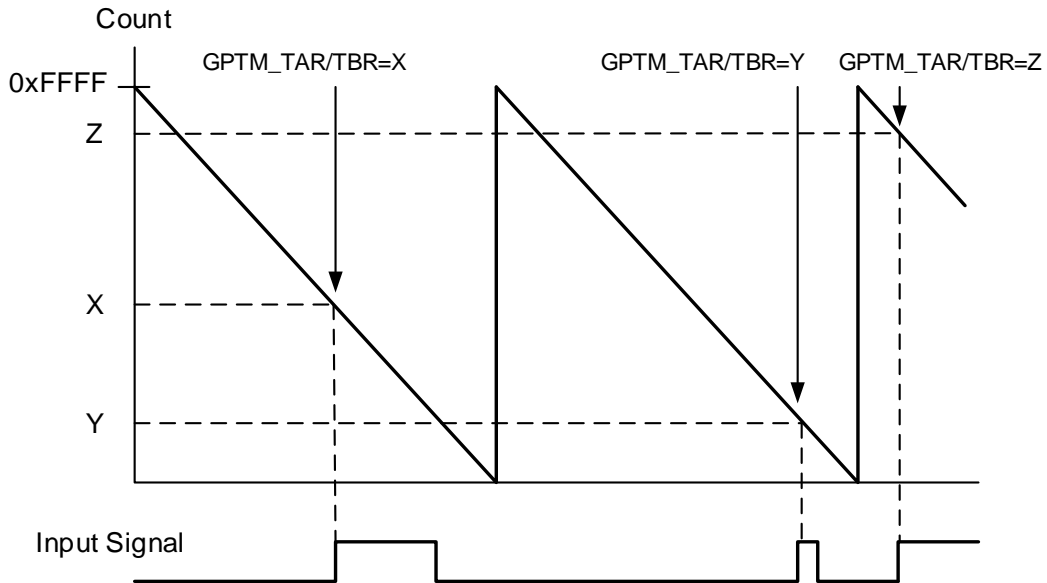 Count
GPTM_TAR/TBR=X
GPTM_TAR/TBR=Y
GPTM_TAR/TBR=Z
0xFFFF
Z
X
Y
Input Signal